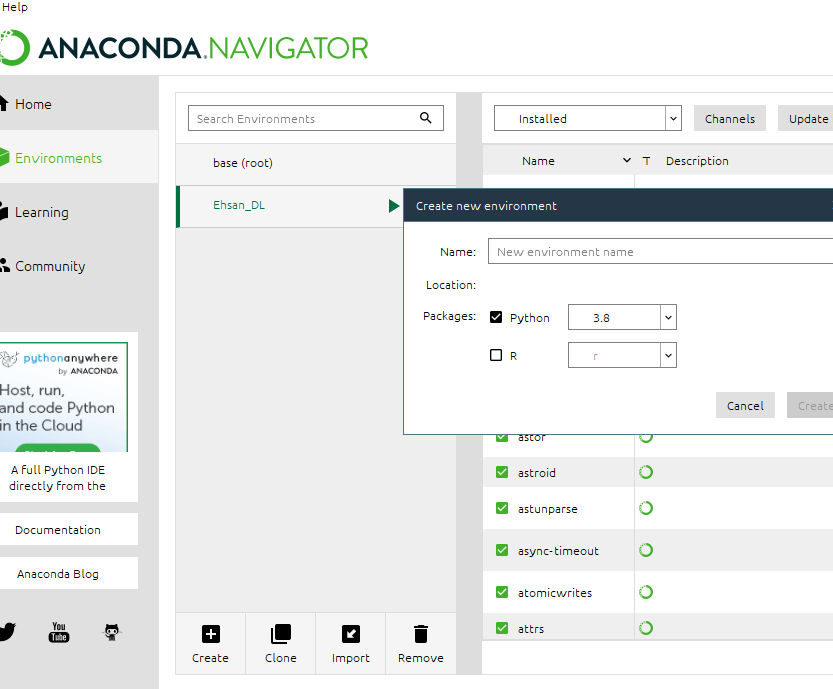 Help
ANACONDA.NAVIGATOR
Home
Environments
Learning
Community
pythonanywhere
by ANACONDA
Host, run,
and code Python
in the Cloud
A full Python IDE
directly from the
Documentation
Anaconda Blog
You
Tube
Search Environments
base (root)
Ehsan_DL
Create
Clone
Import
Remove
Installed
Channels
Update
Name
T
Description
Create new environment
Name:
New environment name
Location:
Packages:
Python
3.8
R
r
Cancel
Create
astor
astroid
astunparse
async-timeout
atomicwrites
attrs